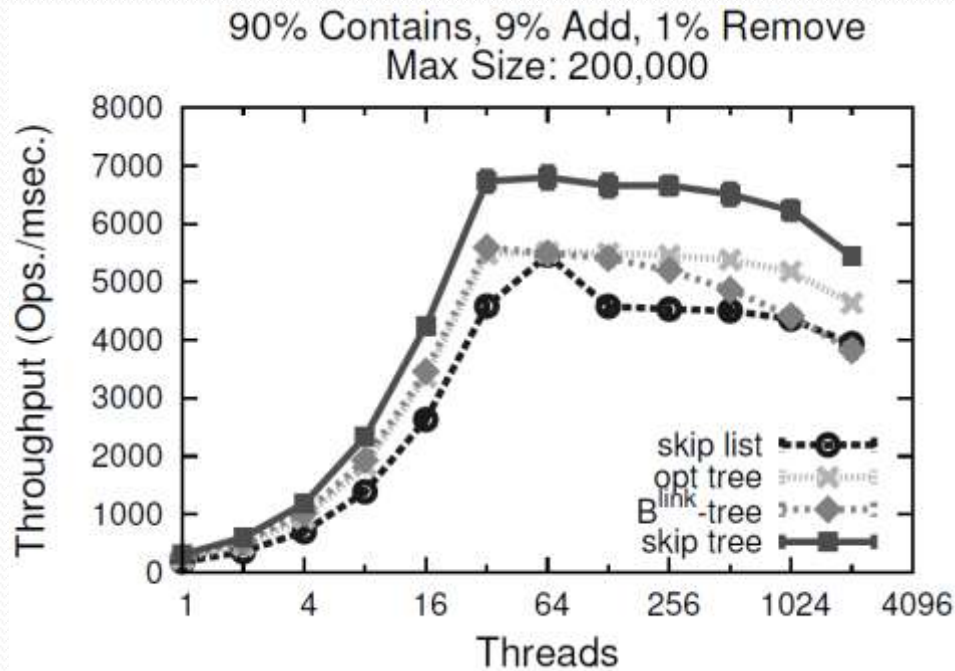 90% Contains, 9% Add, 1% Remove
Max Size: 200,000
8000
7000
6000
5000
4000
3000
2000
1000
0
Throughput (Ops./msec.)
skip list
opt tree
B^link-tree
skip tree
1 4 16 64 256 1024 4096
Threads